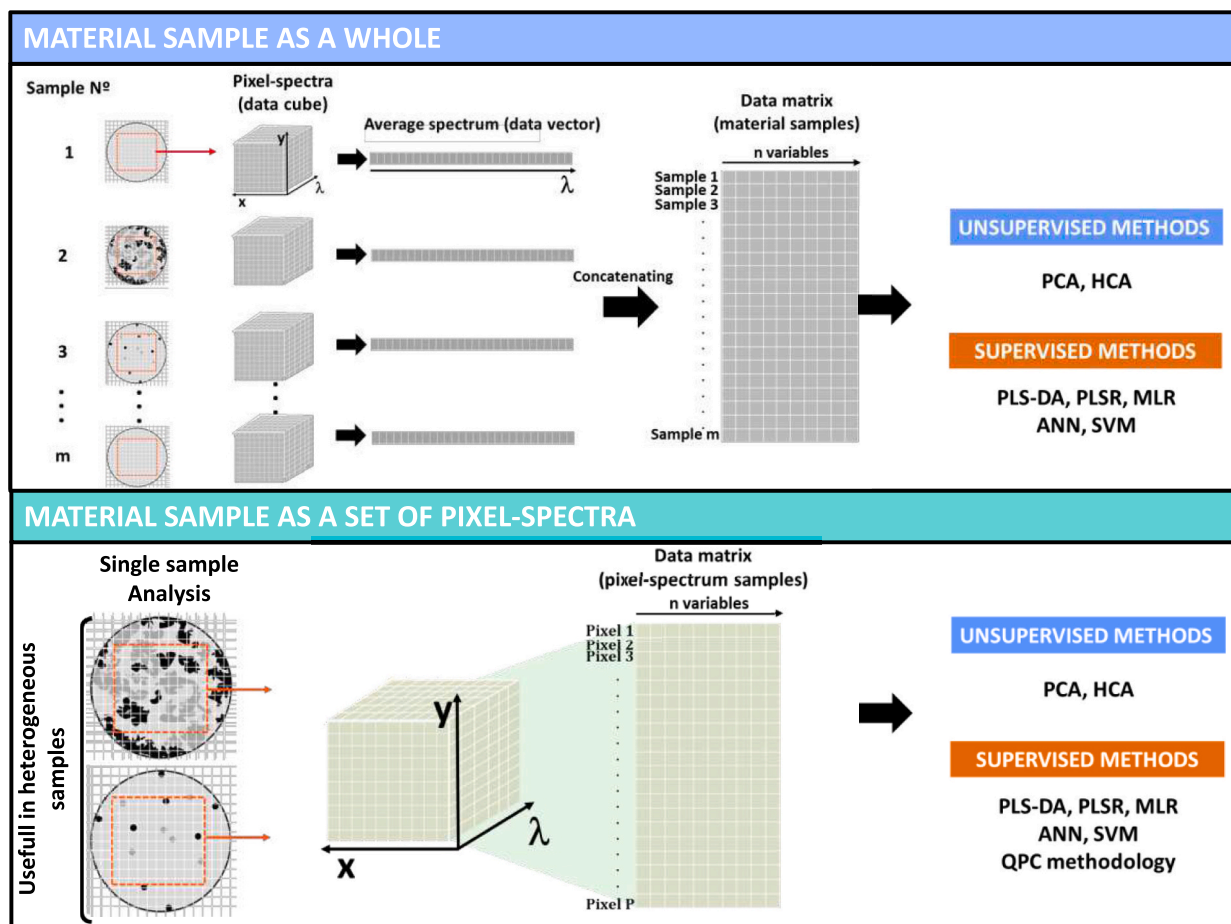 MATERIAL SAMPLE AS A WHOLE
Sample Nº
Pixel-spectra
(data cube)
Average spectrum (data vector)
Data matrix
(material samples)
n variables
1
y
λ
x
λ
Sample 1
Sample 2
Sample 3
2
Concatenating
3
m
Sample m
UNSUPERVISED METHODS
PCA, HCA
SUPERVISED METHODS
PLS-DA, PLSR, MLR
ANN, SVM
MATERIAL SAMPLE AS A SET OF PIXEL-SPECTRA
Single sample
Analysis
Usefull in heterogeneous
samples
y
λ
x
Data matrix
(pixel-spectrum samples)
n variables
Pixel 1
Pixel 2
Pixel 3
Pixel P
UNSUPERVISED METHODS
PCA, HCA
SUPERVISED METHODS
PLS-DA, PLSR, MLR
ANN, SVM
QPC methodology